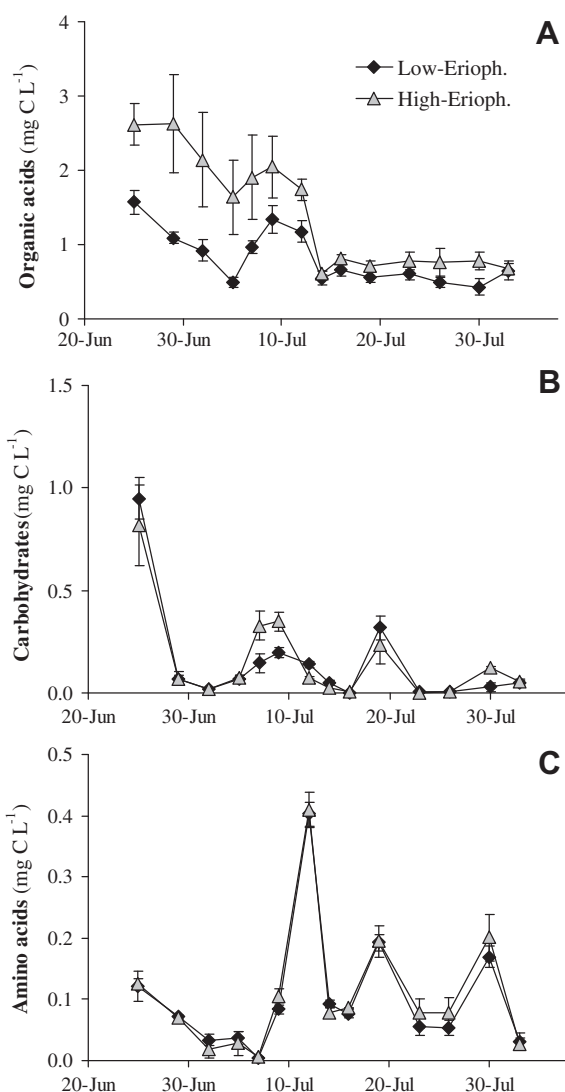 A
4
3
2
1
0
Organic acids (mg C L-1)
Low-Erioph.
High-Erioph.
20-Jun 30-Jun 10-Jul 20-Jul 30-Jul
B
1.5
1.0
0.5
0.0
Carbohydrates(mg C L-1)
20-Jun 30-Jun 10-Jul 20-Jul 30-Jul
C
0.5
0.4
0.3
0.2
0.1
0.0
Amino acids (mg C L-1)
20-Jun 30-Jun 10-Jul 20-Jul 30-Jul